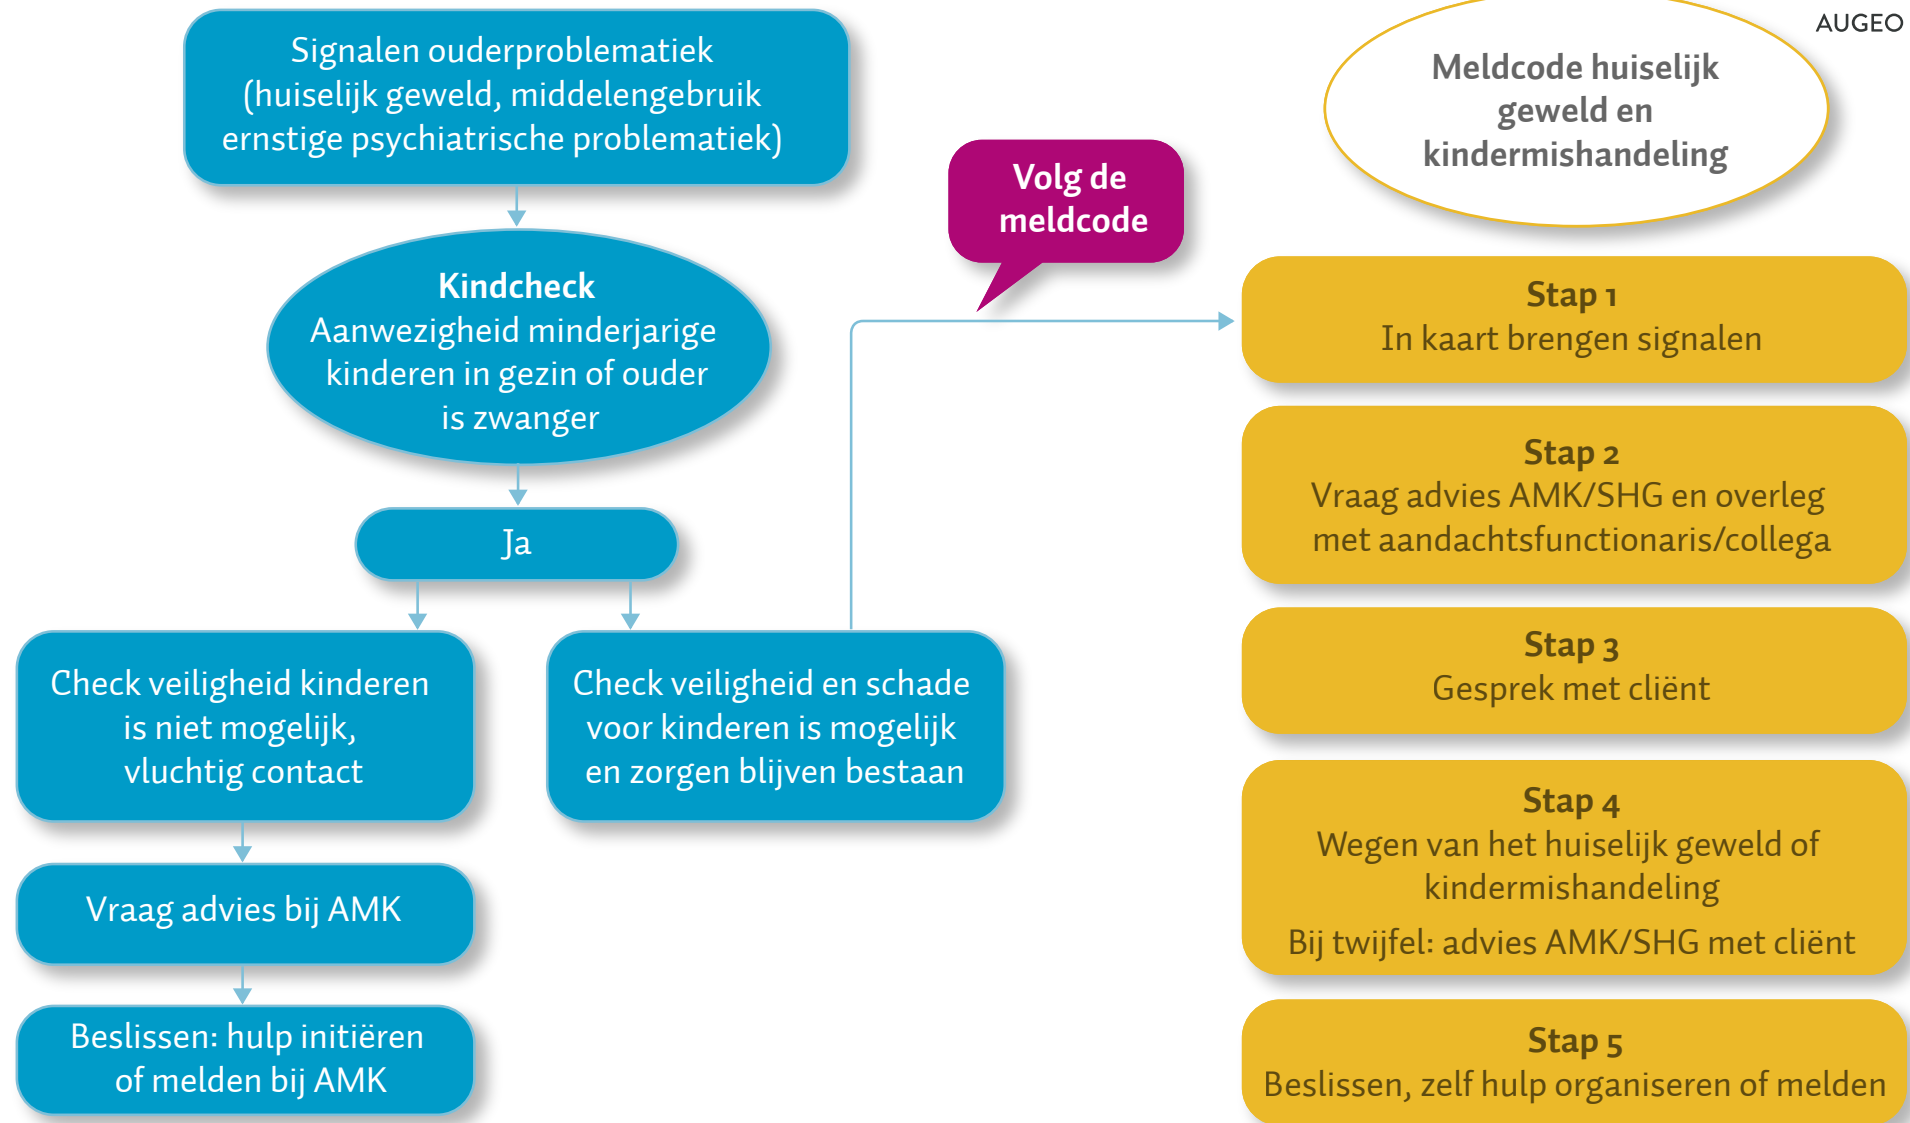 Signalen ouderproblematiek
(huiselijk geweld, middelengebruik
ernstige psychiatrische problematiek)
Kindcheck
Aanwezigheid minderjarige
kinderen in gezin of ouder
is zwanger
Ja
Check veiligheid kinderen
is niet mogelijk,
vluchtig contact
Check veiligheid en schade
voor kinderen is mogelijk
en zorgen blijven bestaan
Vraag advies bij AMK
Beslissen: hulp initiëren
of melden bij AMK
Volg de
meldcode
AUGEO
Meldcode huiselijk
geweld en
kindermishandeling
Stap 1
In kaart brengen signalen
Stap 2
Vraag advies AMK/SHG en overleg
met aandachtsfunctionaris/collega
Stap 3
Gesprek met cliënt
Stap 4
Wegen van het huiselijk geweld of
kindermishandeling
Bij twijfel: advies AMK/SHG met cliënt
Stap 5
Beslissen, zelf hulp organiseren of melden